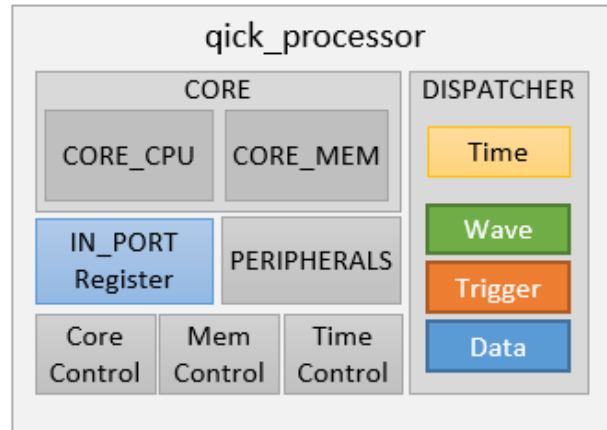 qick_processor
CORE
CORE_CPU
CORE_MEM
IN_PORT
Register
PERIPHERALS
Core
Control
Mem
Control
Time
Control
DISPATCHER
Time
Wave
Trigger
Data